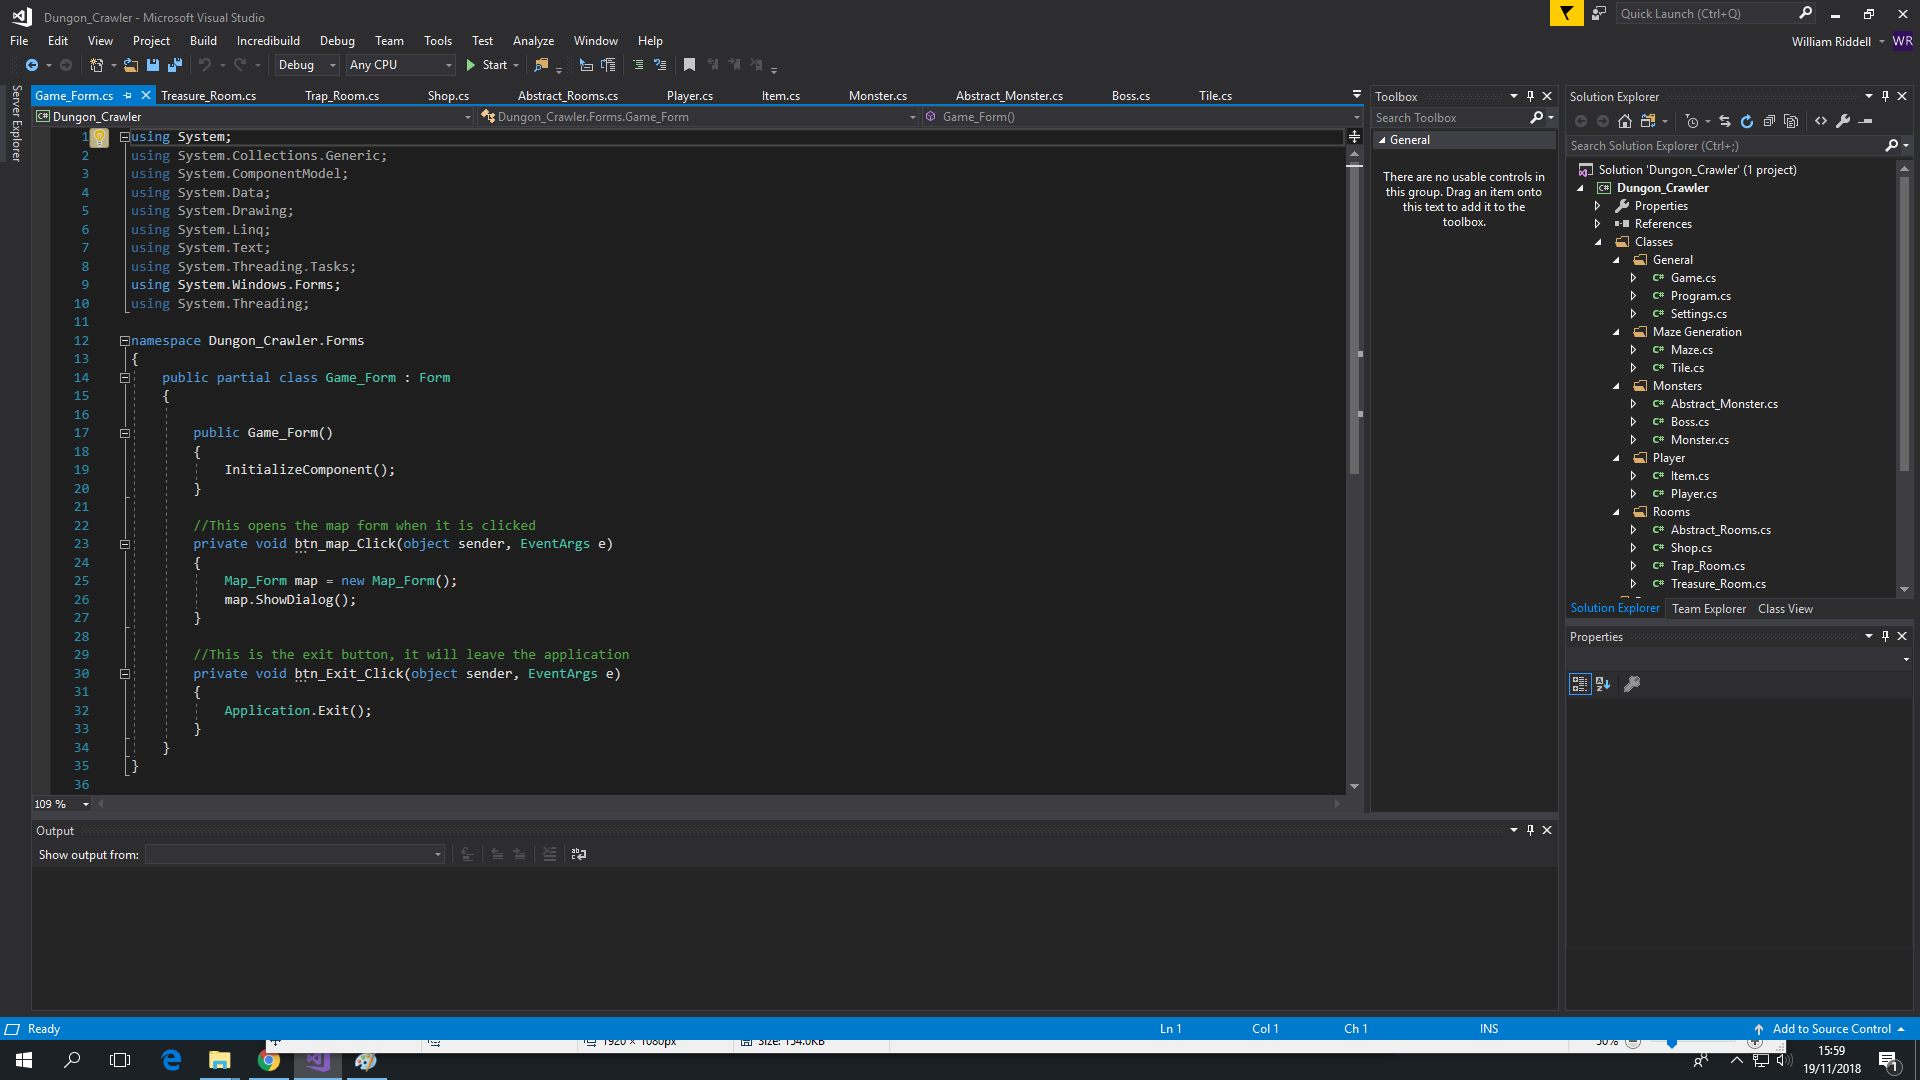 Dungon_Crawler - Microsoft Visual Studio
Quick Launch (Ctrl+Q)
File Edit View Project Build Incredibuild Debug Team Tools Test Analyze Window Help
William Riddell WR
Debug Any CPU Start
Server Explorer
Game_Form.cs Treasure_Room.cs Trap_Room.cs Shop.cs Abstract_Rooms.cs Player.cs Item.cs Monster.cs Abstract_Monster.cs Boss.cs Tile.cs
C# Dungon_Crawler Dungon_Crawler.Forms.Game_Form Game_Form()
1 using System;
2 using System.Collections.Generic;
3 using System.ComponentModel;
4 using System.Data;
5 using System.Drawing;
6 using System.Linq;
7 using System.Text;
8 using System.Threading.Tasks;
9 using System.Windows.Forms;
10 using System.Threading;
11
12 namespace Dungon_Crawler.Forms
13 {
14 public partial class Game_Form : Form
15 {
16
17 public Game_Form()
18 {
19 InitializeComponent();
20 }
21
22 //This opens the map form when it is clicked
23 private void btn_map_Click(object sender, EventArgs e)
24 {
25 Map_Form map = new Map_Form();
26 map.ShowDialog();
27 }
28
29 //This is the exit button, it will leave the application
30 private void btn_Exit_Click(object sender, EventArgs e)
31 {
32 Application.Exit();
33 }
34 }
35 }
36
109 %
Output
Show output from:
Toolbox
Search Toolbox
General
There are no usable controls in
this group. Drag an item onto
this text to add it to the
toolbox.
Solution Explorer
Search Solution Explorer (Ctrl+;)
Solution 'Dungon_Crawler' (1 project)
C# Dungon_Crawler
Properties
References
Classes
General
C# Game.cs
C# Program.cs
C# Settings.cs
Maze Generation
C# Maze.cs
C# Tile.cs
Monsters
C# Abstract_Monster.cs
C# Boss.cs
C# Monster.cs
Player
C# Item.cs
C# Player.cs
Rooms
C# Abstract_Rooms.cs
C# Shop.cs
C# Trap_Room.cs
C# Treasure_Room.cs
Solution Explorer Team Explorer Class View
Properties
Ready Ln 1 Col 1 Ch 1 INS Add to Source Control
1920 × 1080px Size: 154.0KB 50%
15:59
19/11/2018
1